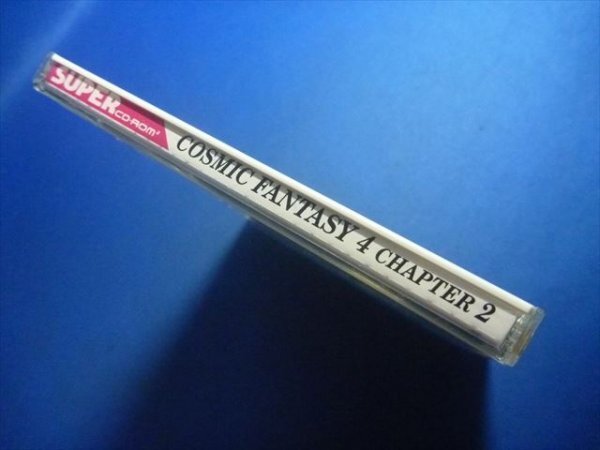 SUPER
CD-ROM²
COSMIC FANTASY 4 CHAPTER 2